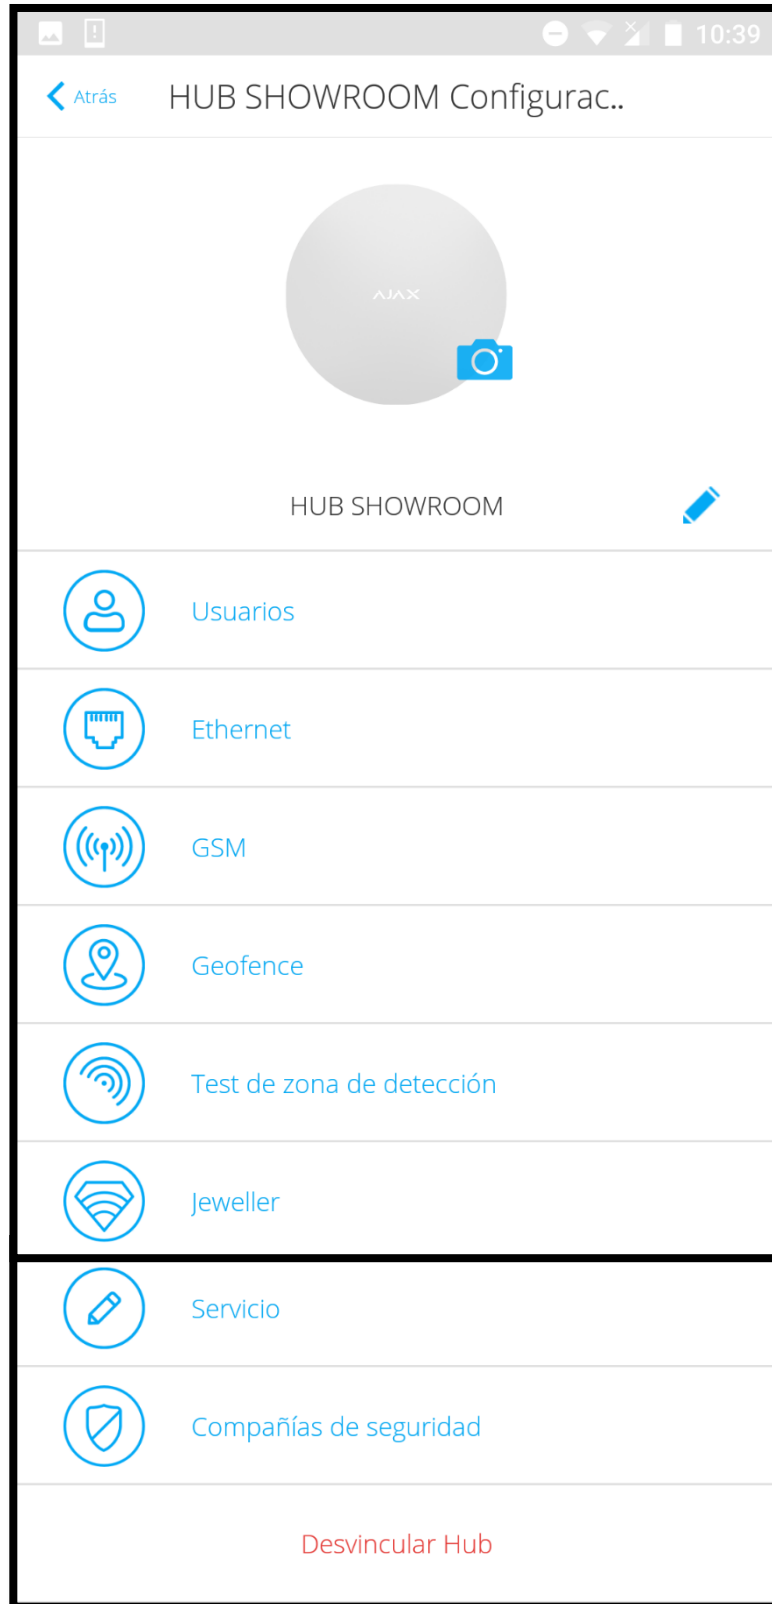 10:39
Atrás
HUB SHOWROOM Configurac..
AJAX
HUB SHOWROOM
Usuarios
Ethernet
GSM
Geofence
Test de zona de detección
Jeweller
Servicio
Compañías de seguridad
Desvincular Hub